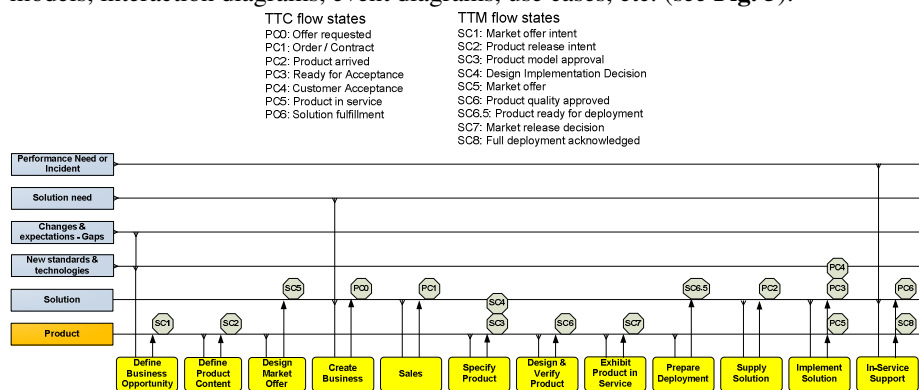 models, interaction diagrams, event diagrams, use cases, etc. (see Fig. 3).
TTC flow states
PC0: Offer requested
PC1: Order / Contract
PC2: Product arrived
PC3: Ready for Acceptance
PC4: Customer Acceptance
PC5: Product in service
PC6: Solution fulfillment
TTM flow states
SC1: Market offer intent
SC2: Product release intent
SC3: Product model approval
SC4: Design Implementation Decision
SC5: Market offer
SC6: Product quality approved
SC6.5: Product ready for deployment
SC7: Market release decision
SC8: Full deployment acknowledged
Performance Need or
Incident
Solution need
Changes &
expectations - Gaps
New standards &
technologies
PC4
Solution
SC5
PC0
PC1
SC4
SC6.5
PC2
PC3
PC6
Product
SC1
SC2
SC3
SC6
SC7
PC5
SC8
Define
Business
Opportunity
Define
Product
Content
Design
Market
Offer
Create
Business
Sales
Specify
Product
Design &
Verify
Product
Exhibit
Product in
Service
Prepare
Deployment
Supply
Solution
Implement
Solution
In-Service
Support